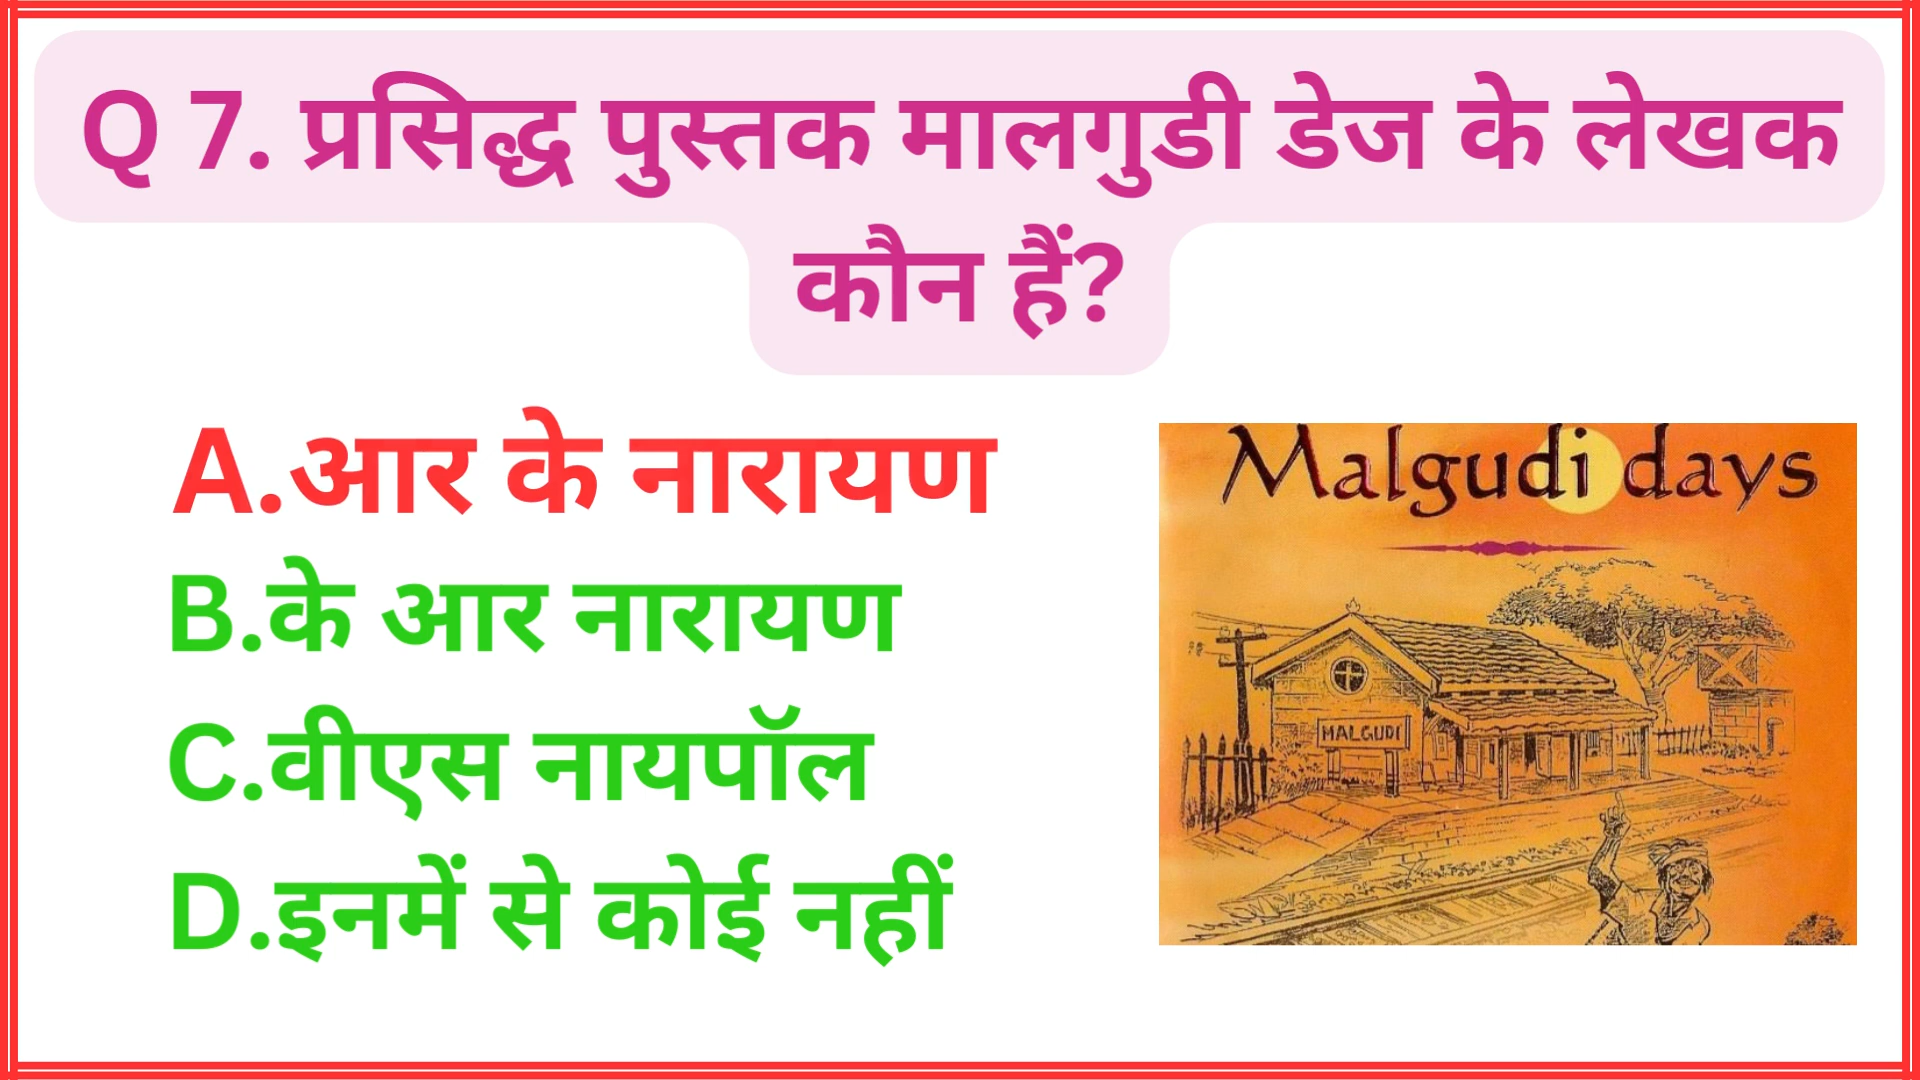 Q 7. प्रसिद्ध पुस्तक मालगुडी डेज के लेखक
कौन हैं?
A.आर के नारायण
B.के आर नारायण
C.वीएस नायपॉल
D.इनमें से कोई नहीं
Malgudi days
MALGUDI